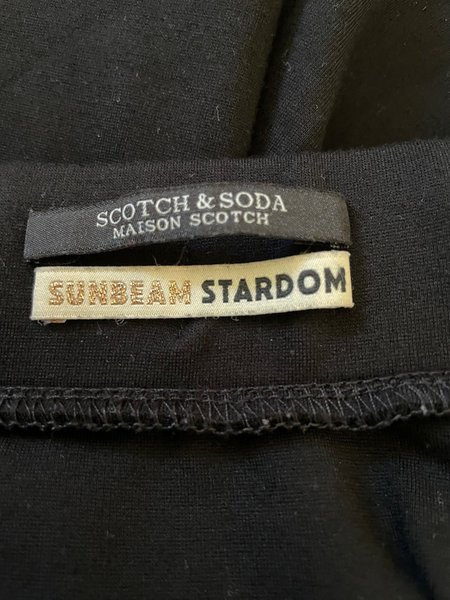 SCOTCH & SODA
MAISON SCOTCH
SUNBEAM STARDOM